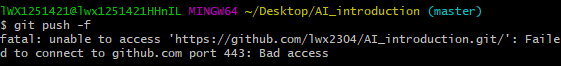 lWX1251421@lwx1251421HHnIL MINGW64 ~/Desktop/AI_introduction (master)
$ git push -f
fatal: unable to access 'https://github.com/lwx2304/AI_introduction.git/': Faile
d to connect to github.com port 443: Bad access